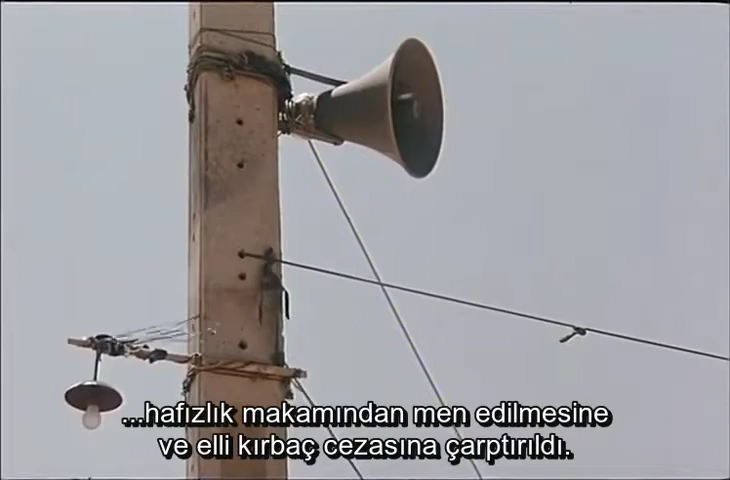 ...hafızlık makamından men edilmesine
ve elli kırbaç cezasına çarptırıldı.